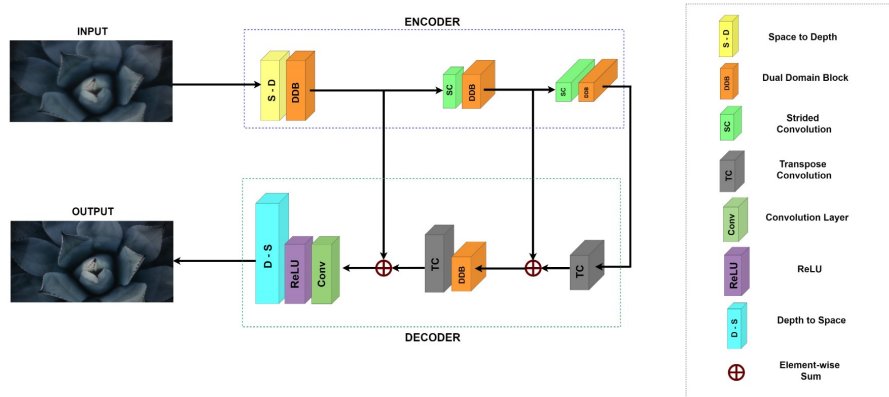 INPUT
ENCODER
S - D
DDB
SC
DDB
SC
DDB
OUTPUT
D - S
ReLU
Conv
TC
DDB
TC
DECODER
S - D
Space to Depth
DDB
Dual Domain Block
SC
Strided
Convolution
TC
Transpose
Convolution
Conv
Convolution Layer
ReLU
ReLU
D - S
Depth to Space
Element-wise
Sum